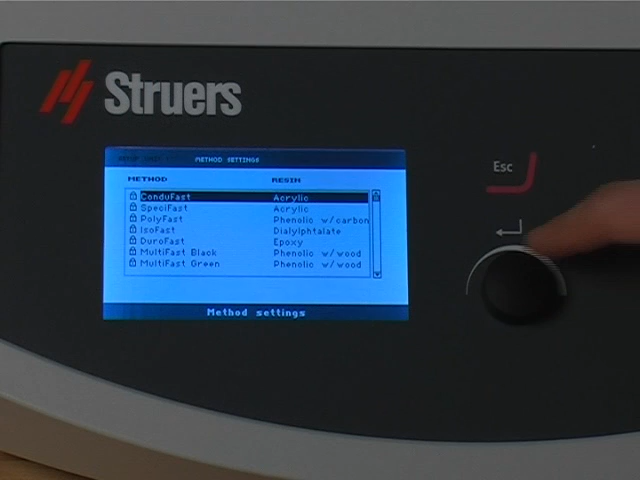 Struers
METHOD SETTINGS
METHOD RESIN
ConduFast Acrylic
SpeciFast Acrylic
PolyFast Phenolic w/carbon
IsoFast Dialylphtalate
DuroFast Epoxy
MultiFast Black Phenolic w/wood
MultiFast Green Phenolic w/wood
Method settings
Esc